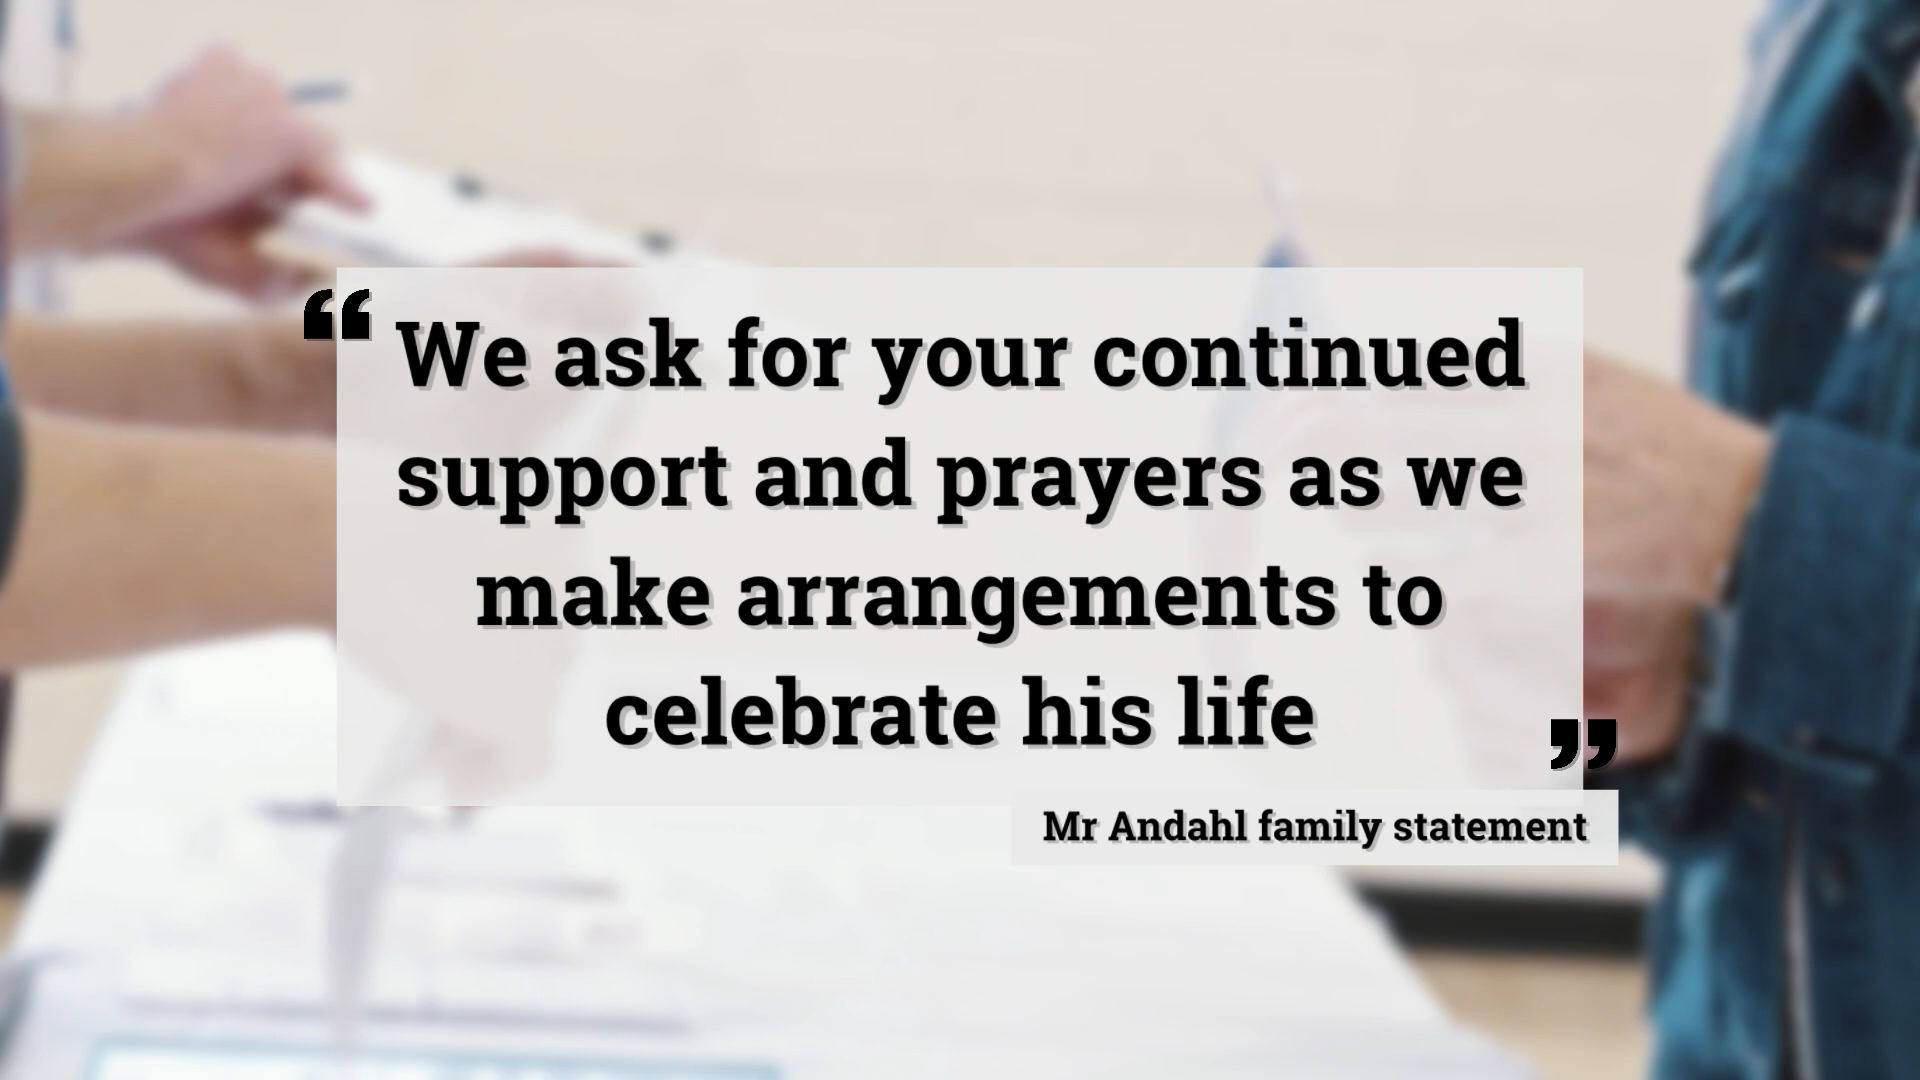 “We ask for your continued
support and prayers as we
make arrangements to
celebrate his life”
Mr Andahl family statement